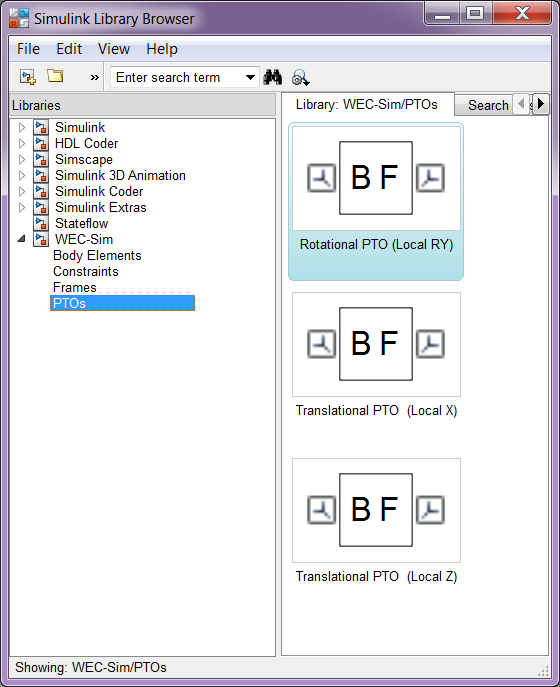 Simulink Library Browser
File Edit View Help
» Enter search term
Libraries
Library: WEC-Sim/PTOs Search
Simulink
HDL Coder
Simscape
Simulink 3D Animation
Simulink Coder
Simulink Extras
Stateflow
WEC-Sim
Body Elements
Constraints
Frames
PTOs
B F
Rotational PTO (Local RY)
B F
Translational PTO (Local X)
B F
Translational PTO (Local Z)
Showing: WEC-Sim/PTOs